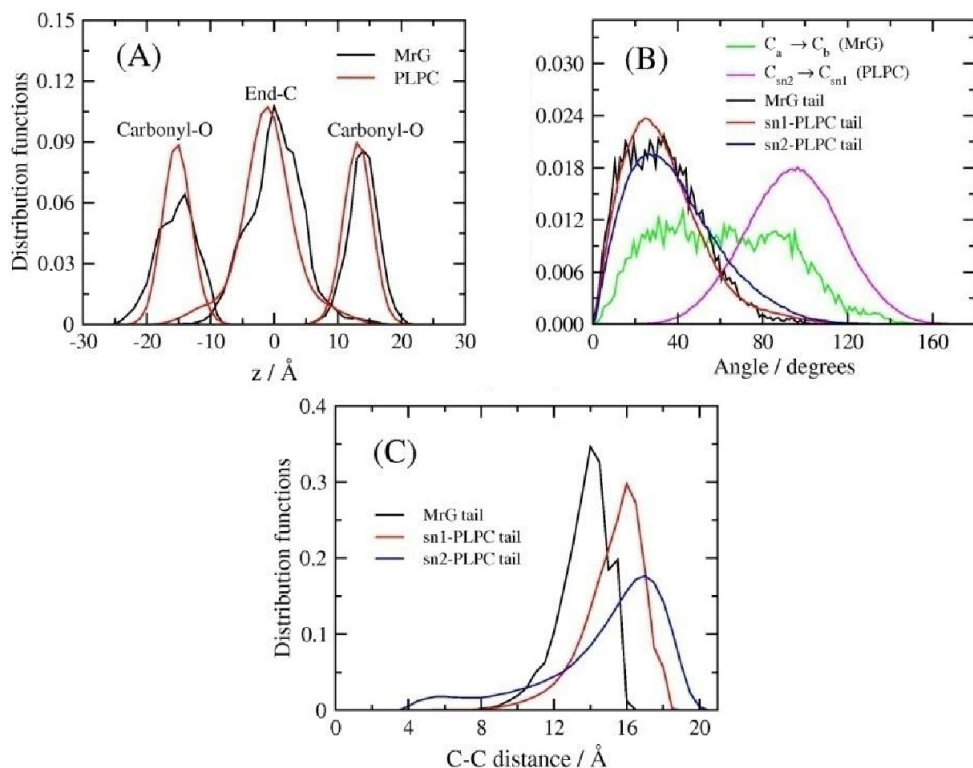 (A)
MrG
PLPC
End-C
Carbonyl-O
Carbonyl-O
Distribution functions
0.15
0.12
0.09
0.06
0.03
0
-30 -20 -10 0 10 20 30
z / Å
(B)
C_a → C_b (MrG)
C_sn2 → C_sn1 (PLPC)
MrG tail
sn1-PLPC tail
sn2-PLPC tail
0.030
0.024
0.018
0.012
0.006
0.000
0 40 80 120 160
Angle / degrees
(C)
MrG tail
sn1-PLPC tail
sn2-PLPC tail
Distribution functions
0.4
0.3
0.2
0.1
0
0 4 8 12 16 20
C-C distance / Å